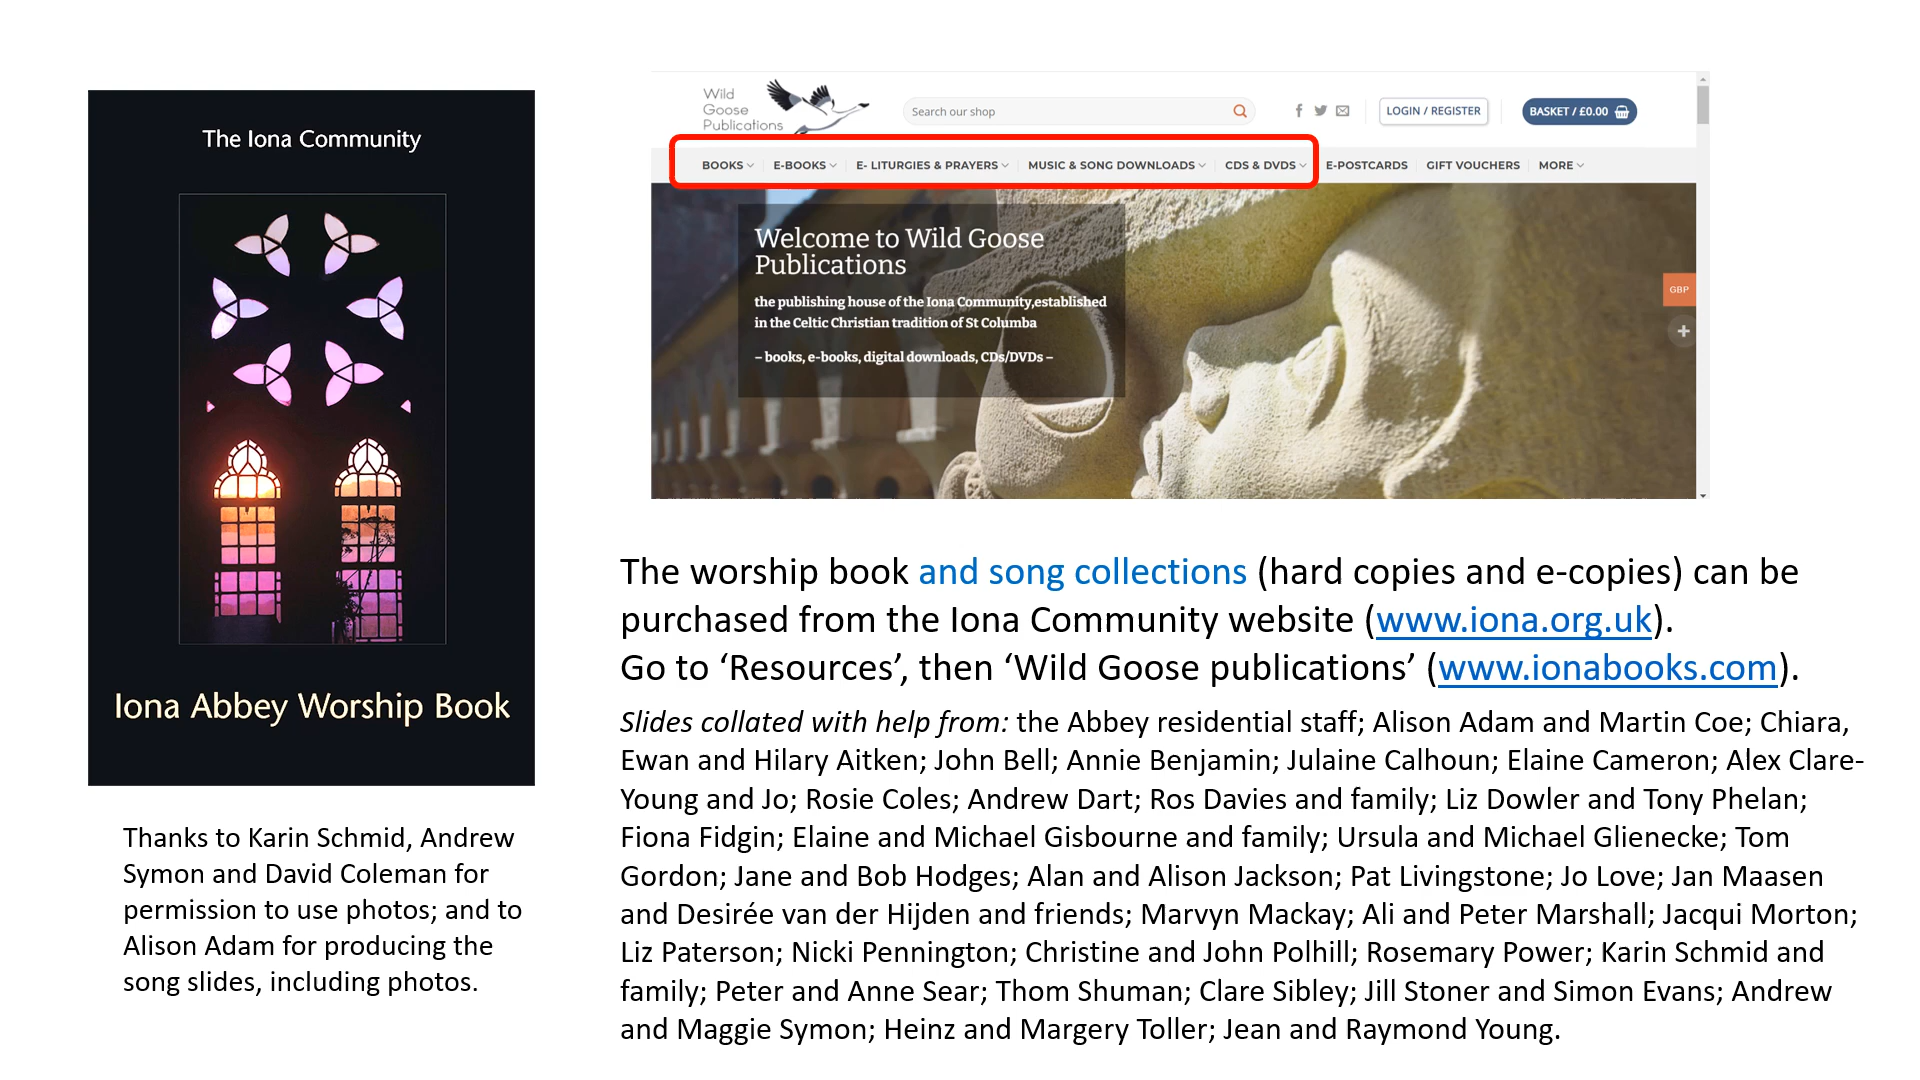 The Iona Community
Iona Abbey Worship Book
Thanks to Karin Schmid, Andrew
Symon and David Coleman for
permission to use photos; and to
Alison Adam for producing the
song slides, including photos.
Wild
Goose
Publications
Search our shop
LOGIN / REGISTER
BASKET / £0.00
BOOKS
E-BOOKS
E- LITURGIES & PRAYERS
MUSIC & SONG DOWNLOADS
CDS & DVDS
E-POSTCARDS
GIFT VOUCHERS
MORE
Welcome to Wild Goose
Publications
the publishing house of the Iona Community,established
in the Celtic Christian tradition of St Columba
– books, e-books, digital downloads, CDs/DVDs –
GBP
The worship book and song collections (hard copies and e-copies) can be
purchased from the Iona Community website (www.iona.org.uk).
Go to ‘Resources’, then ‘Wild Goose publications’ (www.ionabooks.com).
Slides collated with help from: the Abbey residential staff; Alison Adam and Martin Coe; Chiara,
Ewan and Hilary Aitken; John Bell; Annie Benjamin; Julaine Calhoun; Elaine Cameron; Alex Clare-
Young and Jo; Rosie Coles; Andrew Dart; Ros Davies and family; Liz Dowler and Tony Phelan;
Fiona Fidgin; Elaine and Michael Gisbourne and family; Ursula and Michael Glienecke; Tom
Gordon; Jane and Bob Hodges; Alan and Alison Jackson; Pat Livingstone; Jo Love; Jan Maasen
and Desirée van der Hijden and friends; Marvyn Mackay; Ali and Peter Marshall; Jacqui Morton;
Liz Paterson; Nicki Pennington; Christine and John Polhill; Rosemary Power; Karin Schmid and
family; Peter and Anne Sear; Thom Shuman; Clare Sibley; Jill Stoner and Simon Evans; Andrew
and Maggie Symon; Heinz and Margery Toller; Jean and Raymond Young.